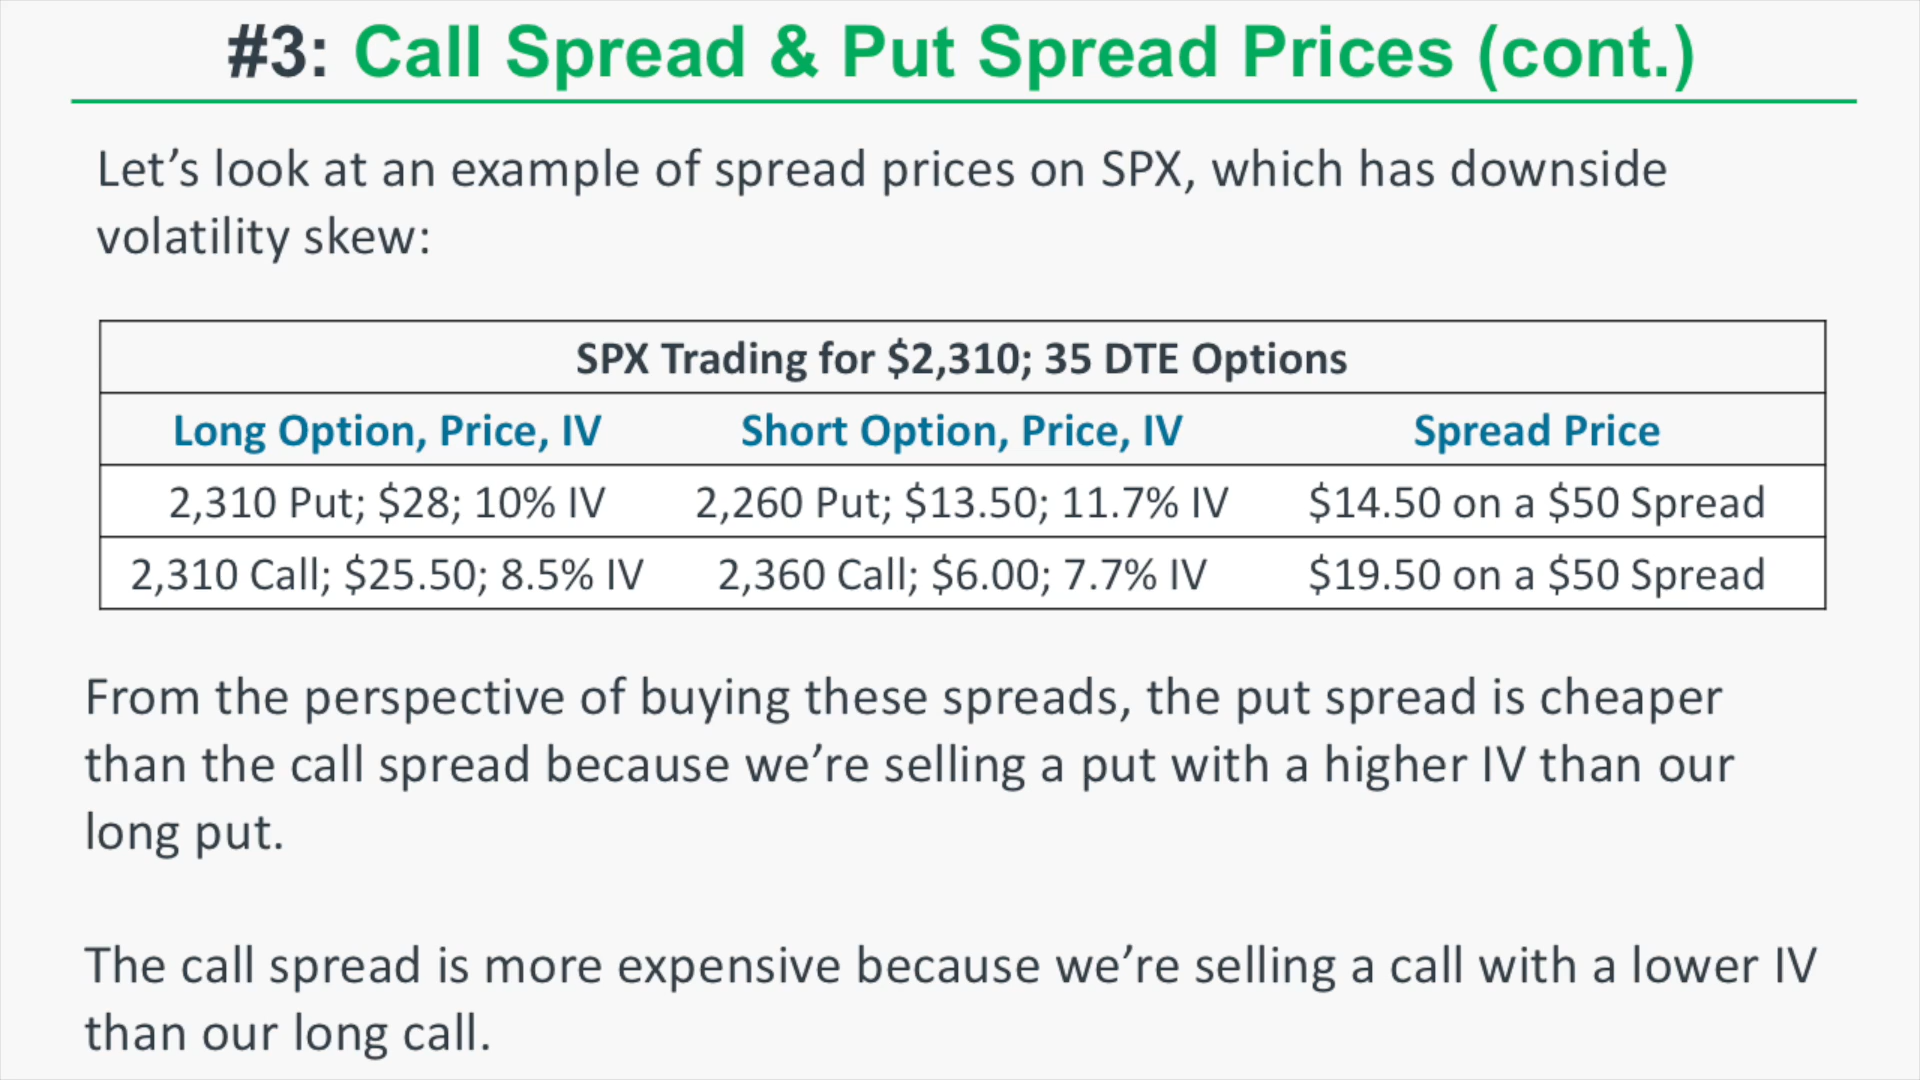 #3: Call Spread & Put Spread Prices (cont.)
Let’s look at an example of spread prices on SPX, which has downside
volatility skew:
SPX Trading for $2,310; 35 DTE Options
Long Option, Price, IV Short Option, Price, IV Spread Price
2,310 Put; $28; 10% IV 2,260 Put; $13.50; 11.7% IV $14.50 on a $50 Spread
2,310 Call; $25.50; 8.5% IV 2,360 Call; $6.00; 7.7% IV $19.50 on a $50 Spread
From the perspective of buying these spreads, the put spread is cheaper
than the call spread because we’re selling a put with a higher IV than our
long put.
The call spread is more expensive because we’re selling a call with a lower IV
than our long call.